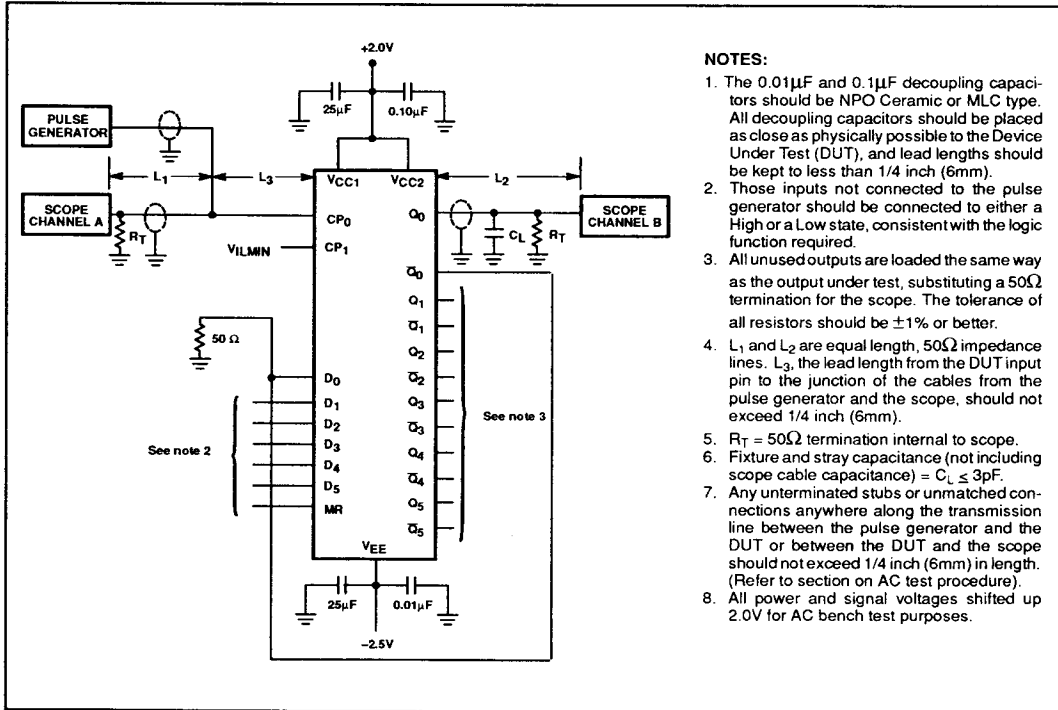 +2.0V
25μF
0.10μF
PULSE
GENERATOR
L1
L3
VCC1
VCC2
L2
SCOPE
CHANNEL A
RT
CP0
Q0
CL
RT
SCOPE
CHANNEL B
VILMIN
CP1
Q̅0
Q1
Q̅1
50 Ω
Q2
D0
Q̅2
D1
Q3
See note 3
D2
Q̅3
See note 2
D3
Q4
D4
Q̅4
D5
Q5
MR
Q̅5
VEE
25μF
0.01μF
−2.5V
NOTES:
1. The 0.01μF and 0.1μF decoupling capaci-
tors should be NPO Ceramic or MLC type.
All decoupling capacitors should be placed
as close as physically possible to the Device
Under Test (DUT), and lead lengths should
be kept to less than 1/4 inch (6mm).
2. Those inputs not connected to the pulse
generator should be connected to either a
High or a Low state, consistent with the logic
function required.
3. All unused outputs are loaded the same way
as the output under test, substituting a 50Ω
termination for the scope. The tolerance of
all resistors should be ±1% or better.
4. L1 and L2 are equal length, 50Ω impedance
lines. L3, the lead length from the DUT input
pin to the junction of the cables from the
pulse generator and the scope, should not
exceed 1/4 inch (6mm).
5. RT = 50Ω termination internal to scope.
6. Fixture and stray capacitance (not including
scope cable capacitance) = CL ≤ 3pF.
7. Any unterminated stubs or unmatched con-
nections anywhere along the transmission
line between the pulse generator and the
DUT or between the DUT and the scope
should not exceed 1/4 inch (6mm) in length.
(Refer to section on AC test procedure).
8. All power and signal voltages shifted up
2.0V for AC bench test purposes.